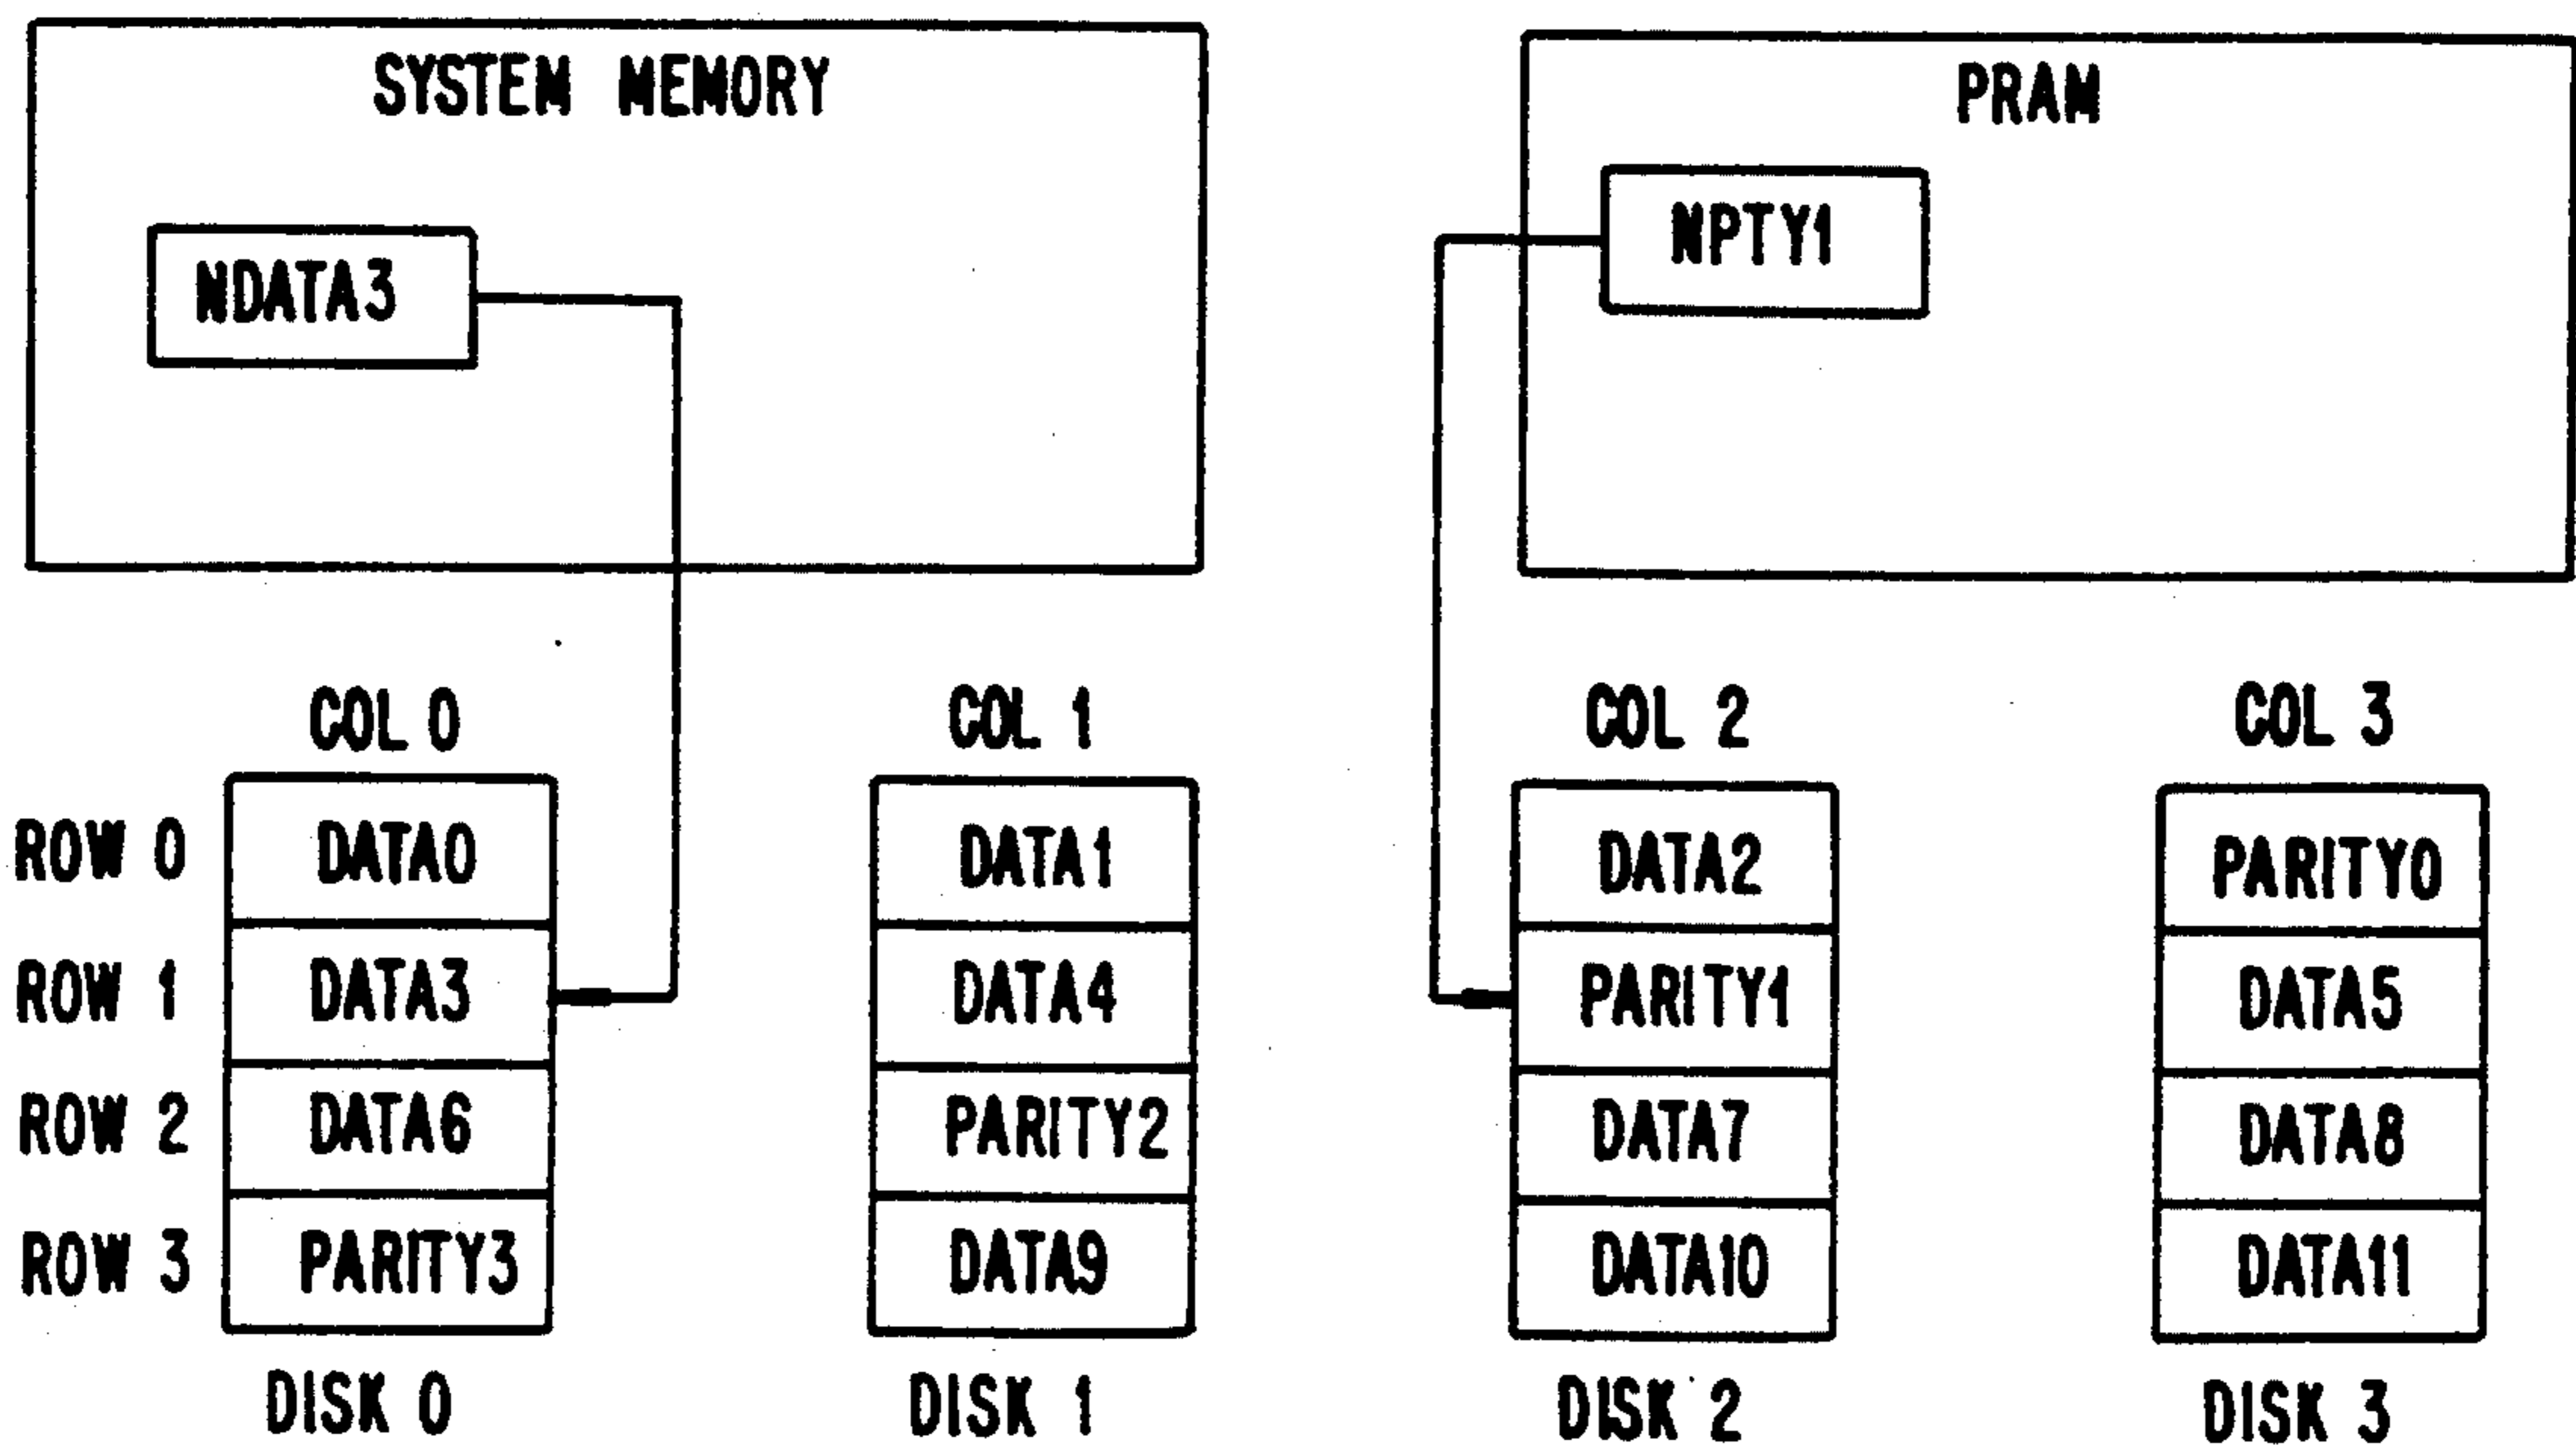 SYSTEM MEMORY
PRAM
NDATA3
NPTY1
COL 0 COL 1 COL 2 COL 3
ROW 0 DATA0 DATA1 DATA2 PARITY0
ROW 1 DATA3 DATA4 PARITY1 DATA5
ROW 2 DATA6 PARITY2 DATA7 DATA8
ROW 3 PARITY3 DATA9 DATA10 DATA11
DISK 0 DISK 1 DISK 2 DISK 3